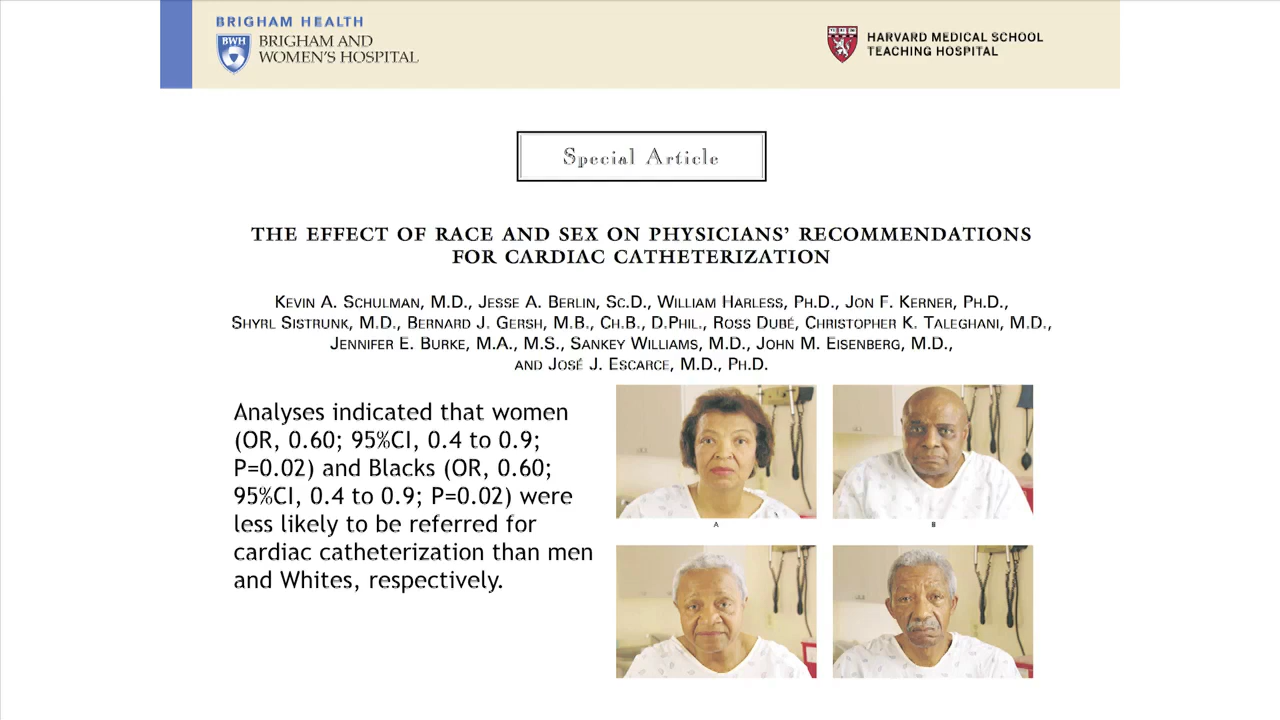 BRIGHAM HEALTH
BWH
BRIGHAM AND
WOMEN'S HOSPITAL
HARVARD MEDICAL SCHOOL
TEACHING HOSPITAL
Special Article
THE EFFECT OF RACE AND SEX ON PHYSICIANS' RECOMMENDATIONS
FOR CARDIAC CATHETERIZATION
KEVIN A. SCHULMAN, M.D., JESSE A. BERLIN, SC.D., WILLIAM HARLESS, PH.D., JON F. KERNER, PH.D.,
SHYRL SISTRUNK, M.D., BERNARD J. GERSH, M.B., CH.B., D.PHIL., ROSS DUBÉ, CHRISTOPHER K. TALEGHANI, M.D.,
JENNIFER E. BURKE, M.A., M.S., SANKEY WILLIAMS, M.D., JOHN M. EISENBERG, M.D.,
AND JOSÉ J. ESCARCE, M.D., PH.D.
Analyses indicated that women
(OR, 0.60; 95%CI, 0.4 to 0.9;
P=0.02) and Blacks (OR, 0.60;
95%CI, 0.4 to 0.9; P=0.02) were
less likely to be referred for
cardiac catheterization than men
and Whites, respectively.
A
B